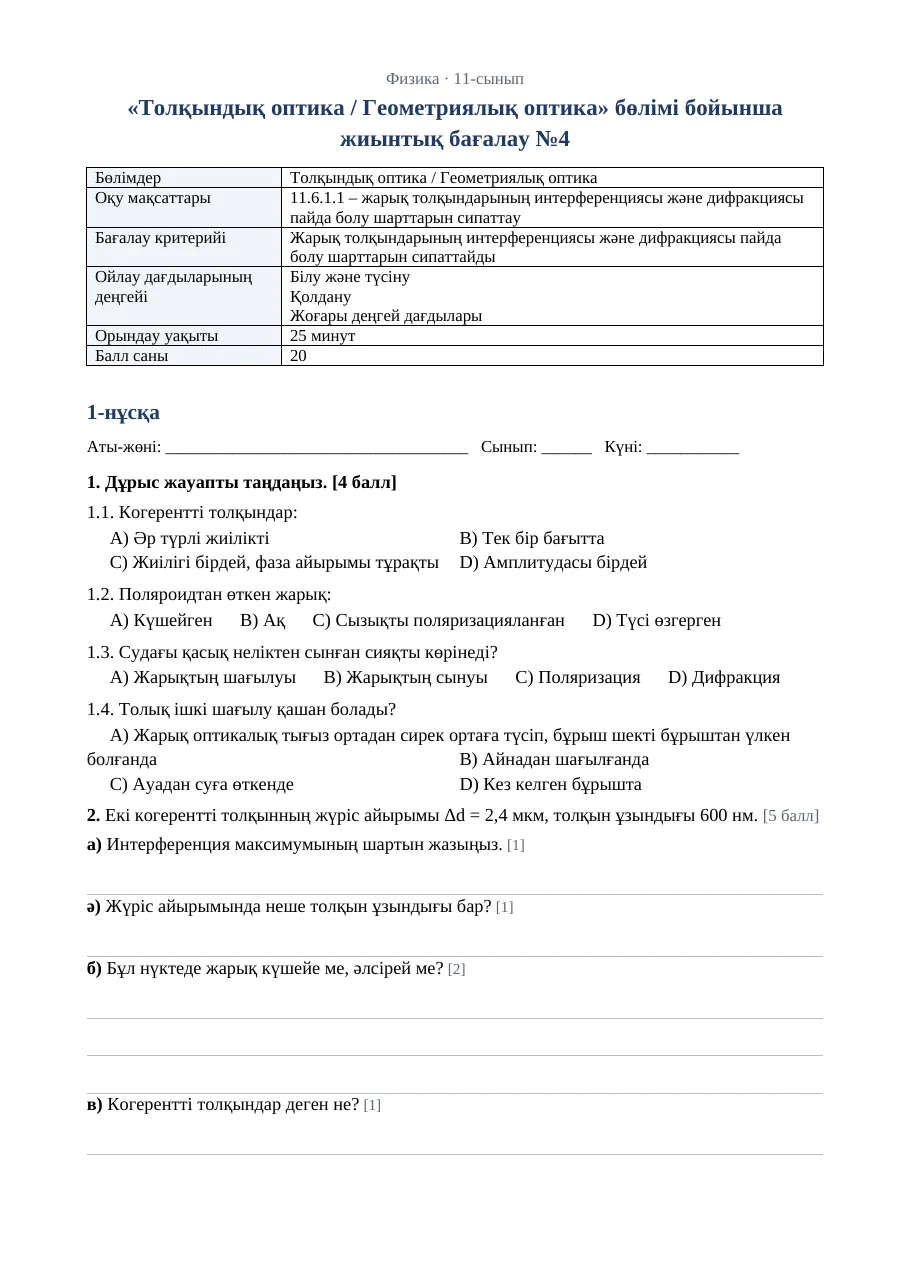 Физика · 11-сынып
«Толқындық оптика / Геометриялық оптика» бөлімі бойынша
жиынтық бағалау №4
Бөлімдер Толқындық оптика / Геометриялық оптика
Оқу мақсаттары 11.6.1.1 – жарық толқындарының интерференциясы және дифракциясы
пайда болу шарттарын сипаттау
Бағалау критерийі Жарық толқындарының интерференциясы және дифракциясы пайда
болу шарттарын сипаттайды
Ойлау дағдыларының Білу және түсіну
деңгейі Қолдану
Жоғары деңгей дағдылары
Орындау уақыты 25 минут
Балл саны 20
1-нұсқа
Аты-жөні: ____________________________________ Сынып: ______ Күні: ___________
1. Дұрыс жауапты таңдаңыз. [4 балл]
1.1. Когерентті толқындар:
A) Әр түрлі жиілікті B) Тек бір бағытта
C) Жиілігі бірдей, фаза айырымы тұрақты D) Амплитудасы бірдей
1.2. Поляроидтан өткен жарық:
A) Күшейген B) Ақ C) Сызықты поляризацияланған D) Түсі өзгерген
1.3. Судағы қасық неліктен сынған сияқты көрінеді?
A) Жарықтың шағылуы B) Жарықтың сынуы C) Поляризация D) Дифракция
1.4. Толық ішкі шағылу қашан болады?
A) Жарық оптикалық тығыз ортадан сирек ортаға түсіп, бұрыш шекті бұрыштан үлкен
болғанда B) Айнадан шағылғанда
C) Ауадан суға өткенде D) Кез келген бұрышта
2. Екі когерентті толқынның жүріс айырымы Δd = 2,4 мкм, толқын ұзындығы 600 нм. [5 балл]
а) Интерференция максимумының шартын жазыңыз. [1]
ә) Жүріс айырымында неше толқын ұзындығы бар? [1]
б) Бұл нүктеде жарық күшейе ме, әлсірей ме? [2]
в) Когерентті толқындар деген не? [1]